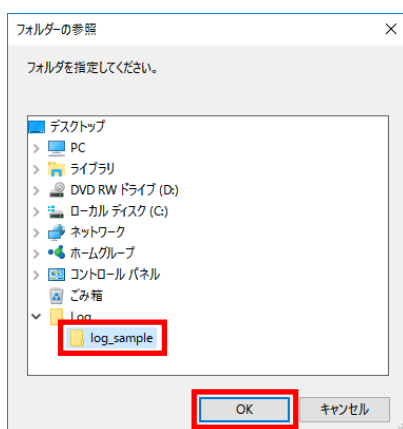 フォルダーの参照
フォルダを指定してください。
デスクトップ
PC
ライブラリ
DVD RW ドライブ (D:)
ローカル ディスク (C:)
ネットワーク
ホームグループ
コントロール パネル
ごみ箱
Log
log_sample
OK キャンセル